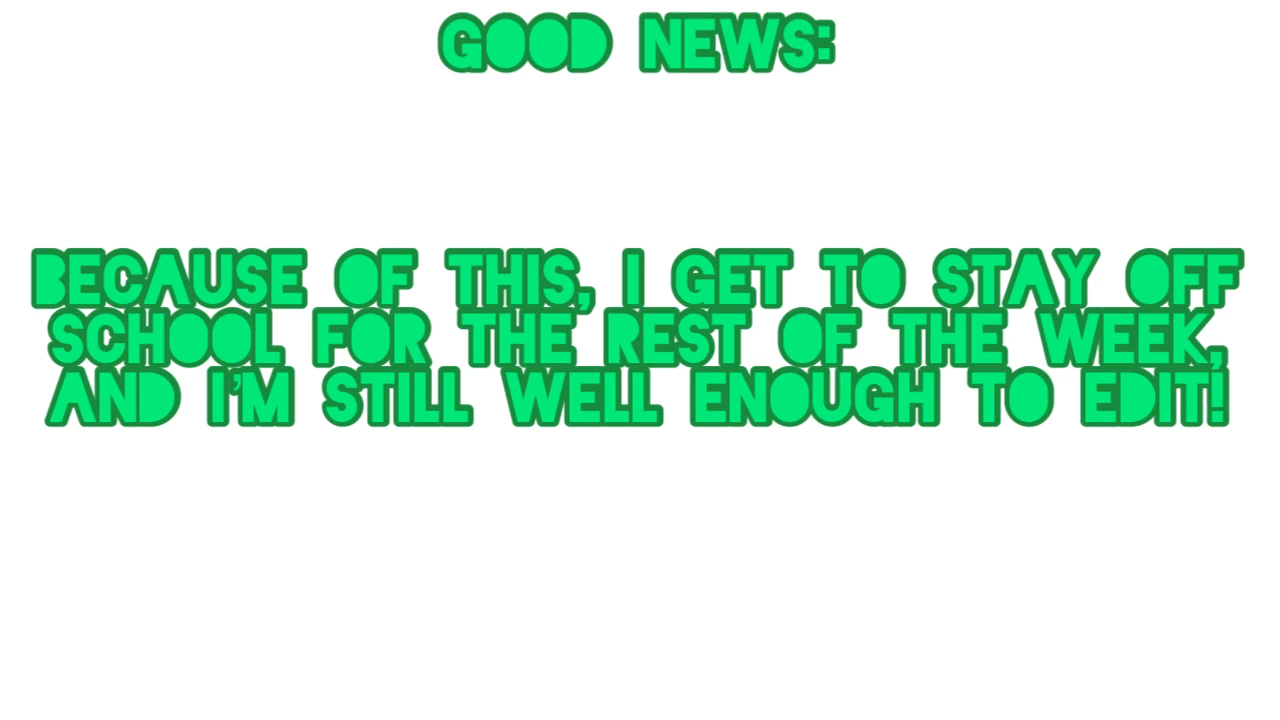 GOOD NEWS:
BECAUSE OF THIS, I GET TO STAY OFF
SCHOOL FOR THE REST OF THE WEEK,
AND I'M STILL WELL ENOUGH TO EDIT!